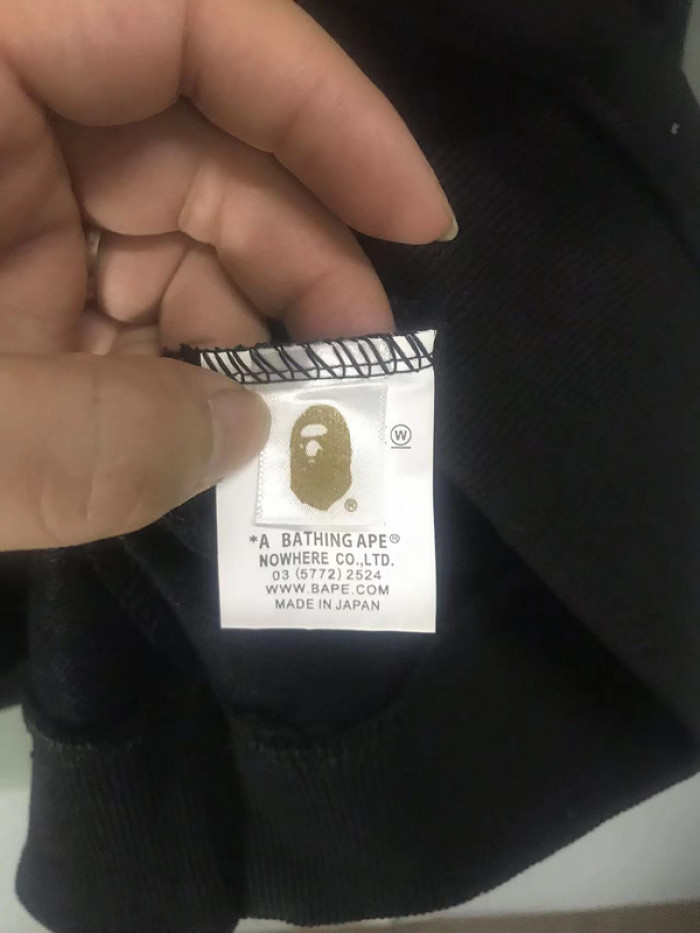 W
®
*A BATHING APE®
NOWHERE CO.,LTD.
03 (5772) 2524
WWW.BAPE.COM
MADE IN JAPAN